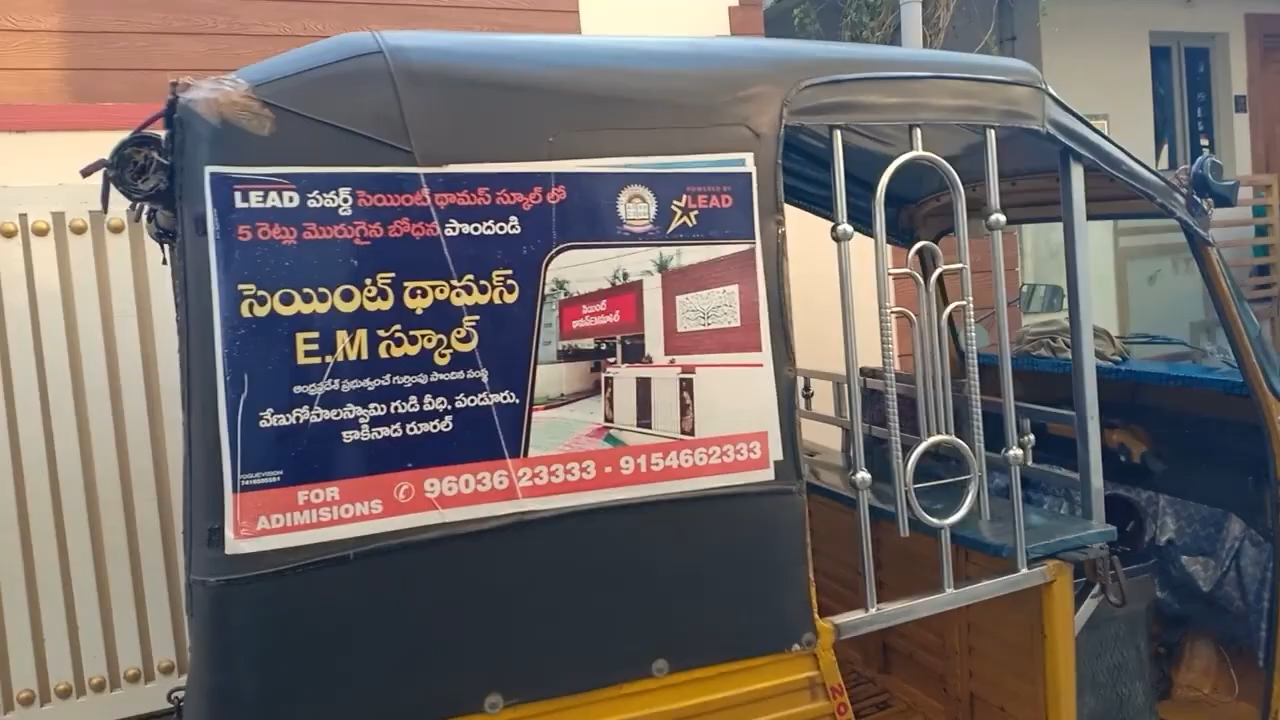 LEAD పవర్డ్ సెయింట్ థామస్ స్కూల్ లో
5 రెట్లు మెరుగైన బోధన పొందండి
POWERED BY
LEAD
సెయింట్ థామస్
E.M స్కూల్
ఆంధ్రప్రదేశ్ ప్రభుత్వంచే గుర్తింపు పొందిన సంస్థ
వేణుగోపాలస్వామి గుడి వీధి, పండూరు,
కాకినాడ రూరల్
సెయింట్
FOR
ADIMISIONS
96036 23333 - 9154662333